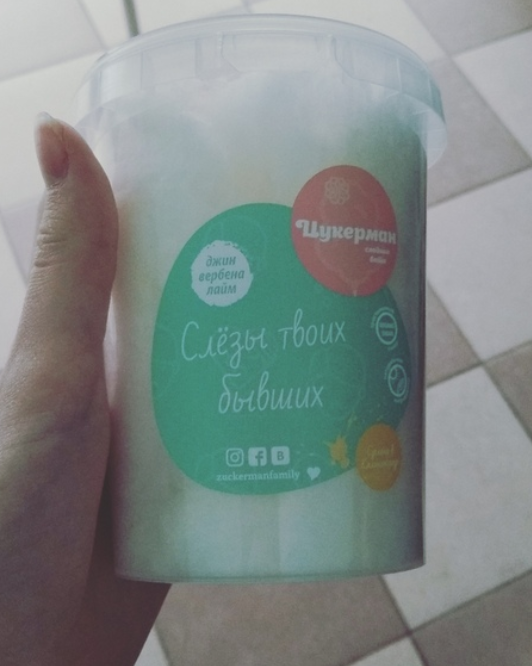 Цукерман
джин
вербена
лайм
Слёзы твоих
бывших
zuckermanfamily